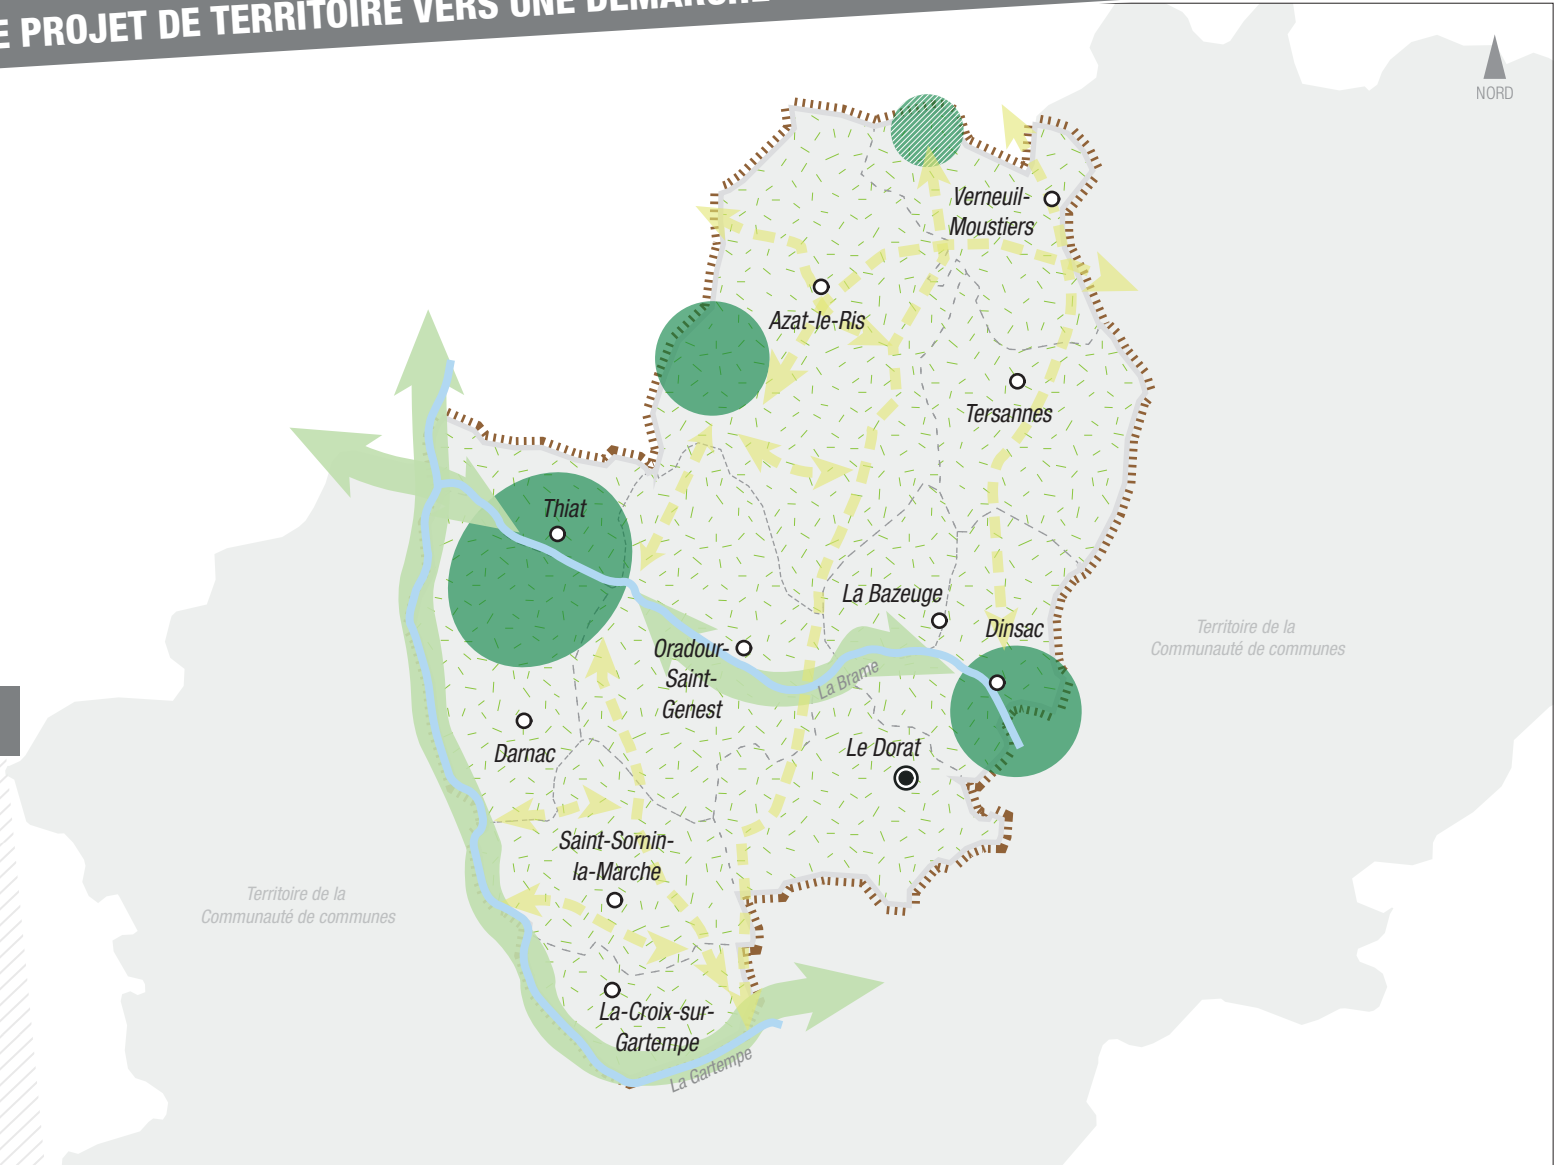 E PROJET DE TERRITOIRE VERS UNE DÉMARCHE
NORD
Verneuil-
Moustiers
Azat-le-Ris
Tersannes
Thiat
La Bazeuge
Dinsac
Territoire de la
Communauté de communes
Oradour-
Saint-
Genest
La Brame
Darnac
Le Dorat
Saint-Sornin-
la-Marche
Territoire de la
Communauté de communes
La-Croix-sur-
Gartempe
La Gartempe